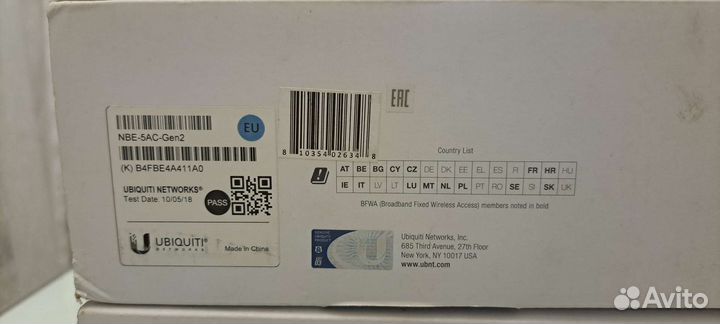 NBE-5AC-Gen2
EU
(K) B4FBE4A411A0
UBIQUITI NETWORKS®
Test Date: 10/05/18
PASS
U UBIQUITI®
NETWORKS
Made In China
8 10354 02634 8
EAC
Country List
AT BE BG CY CZ DE DK EE EL ES FI FR HR HU
IE IT LV LT LU MT NL PL PT RO SE SI SK UK
BFWA (Broadband Fixed Wireless Access) members noted in bold
GENUINE
UBIQUITI
PRODUCT
Ubiquiti Networks, Inc.
685 Third Avenue, 27th Floor
New York, NY 10017 USA
www.ubnt.com
Avito